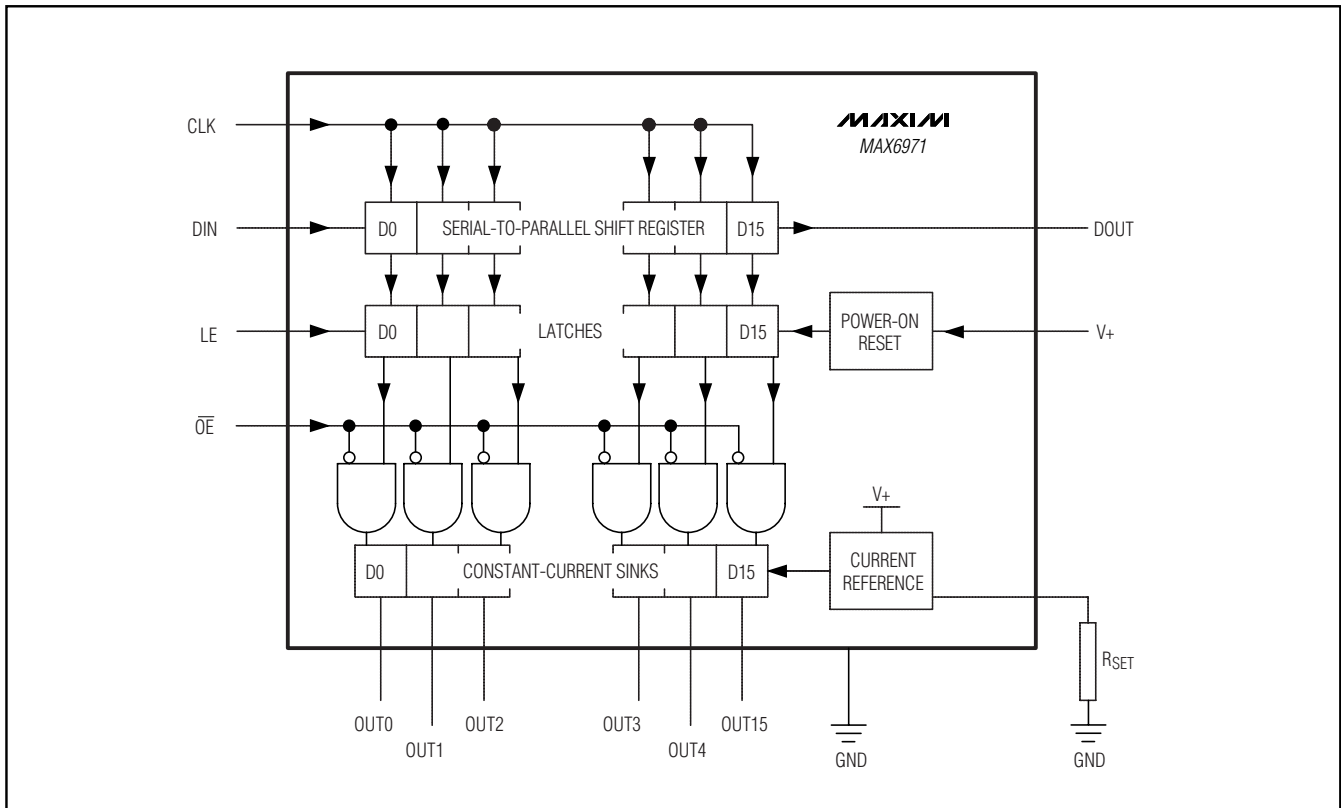 MAXIM
MAX6971
CLK
DIN
D0
SERIAL-TO-PARALLEL SHIFT REGISTER
D15
DOUT
LE
D0
LATCHES
D15
POWER-ON
RESET
V+
OE
V+
D0
CONSTANT-CURRENT SINKS
D15
CURRENT
REFERENCE
RSET
OUT0
OUT1
OUT2
OUT3
OUT4
OUT15
GND
GND